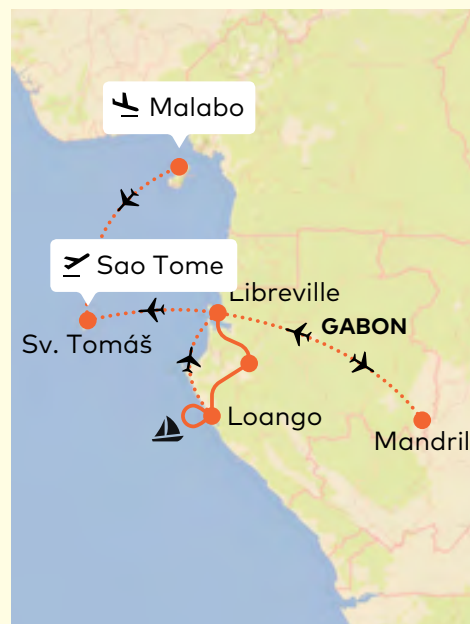 Malabo
Sao Tome
Libreville
GABON
Sv. Tomáš
Loango
Mandril